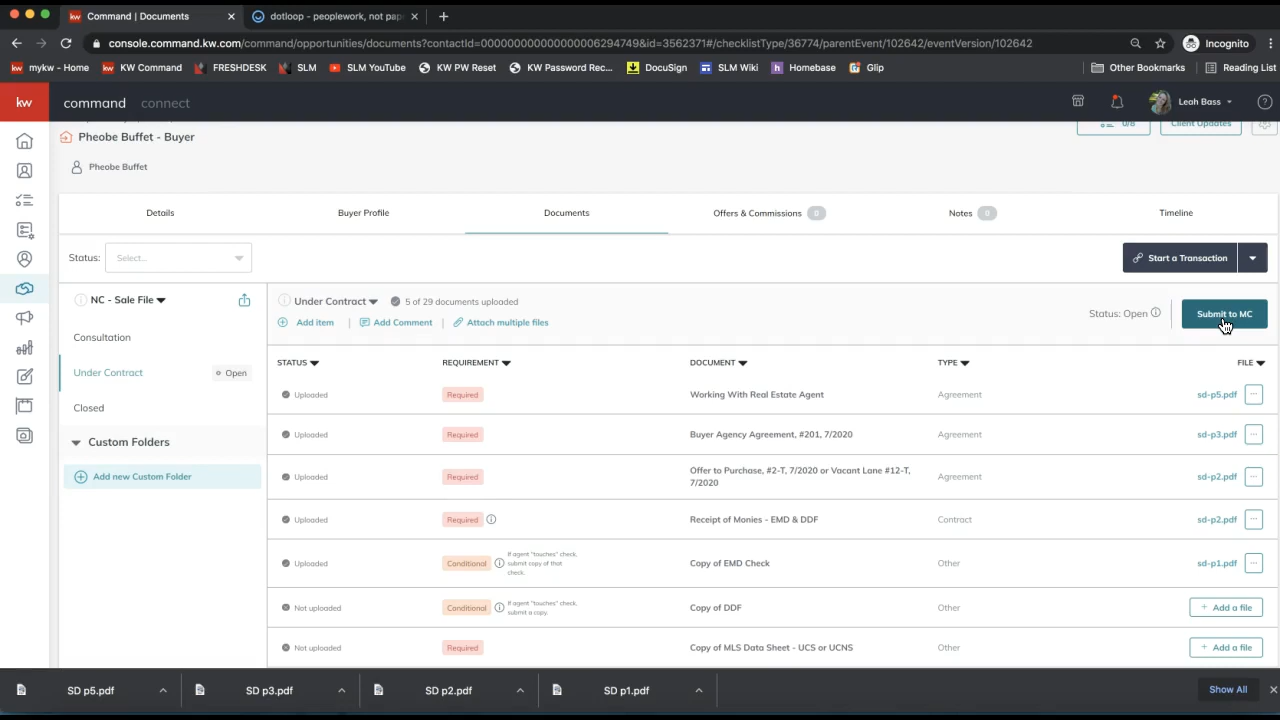 Command | Documents
dotloop - peoplework, not pap
console.command.kw.com/command/opportunities/documents?contactId=00000000000000006294749&id=3562371#/checklistType/36774/parentEvent/102642/eventVersion/102642
Incognito
mykw - Home
KW Command
FRESHDESK
SLM
SLM YouTube
KW PW Reset
KW Password Rec...
DocuSign
SLM Wiki
Homebase
Glip
Other Bookmarks
Reading List
kw
command
connect
Leah Bass
Pheobe Buffet - Buyer
0/8
Client Updates
Pheobe Buffet
Details
Buyer Profile
Documents
Offers & Commissions 0
Notes 0
Timeline
Status:
Select...
Start a Transaction
NC - Sale File
Under Contract
5 of 29 documents uploaded
Status: Open
Submit to MC
Add item
Add Comment
Attach multiple files
Consultation
Under Contract
Open
Closed
Custom Folders
Add new Custom Folder
STATUS REQUIREMENT DOCUMENT TYPE FILE
Uploaded Required Working With Real Estate Agent Agreement sd-p5.pdf
Uploaded Required Buyer Agency Agreement, #201, 7/2020 Agreement sd-p3.pdf
Uploaded Required Offer to Purchase, #2-T, 7/2020 or Vacant Lane #12-T, Agreement sd-p2.pdf
7/2020
Uploaded Required Receipt of Monies - EMD & DDF Contract sd-p2.pdf
Uploaded Conditional If agent "touches" check, Copy of EMD Check Other sd-p1.pdf
submit copy of that
check.
Not uploaded Conditional If agent "touches" check, Copy of DDF Other + Add a file
submit a copy.
Not uploaded Required Copy of MLS Data Sheet - UCS or UCNS Other + Add a file
SD p5.pdf
SD p3.pdf
SD p2.pdf
SD p1.pdf
Show All